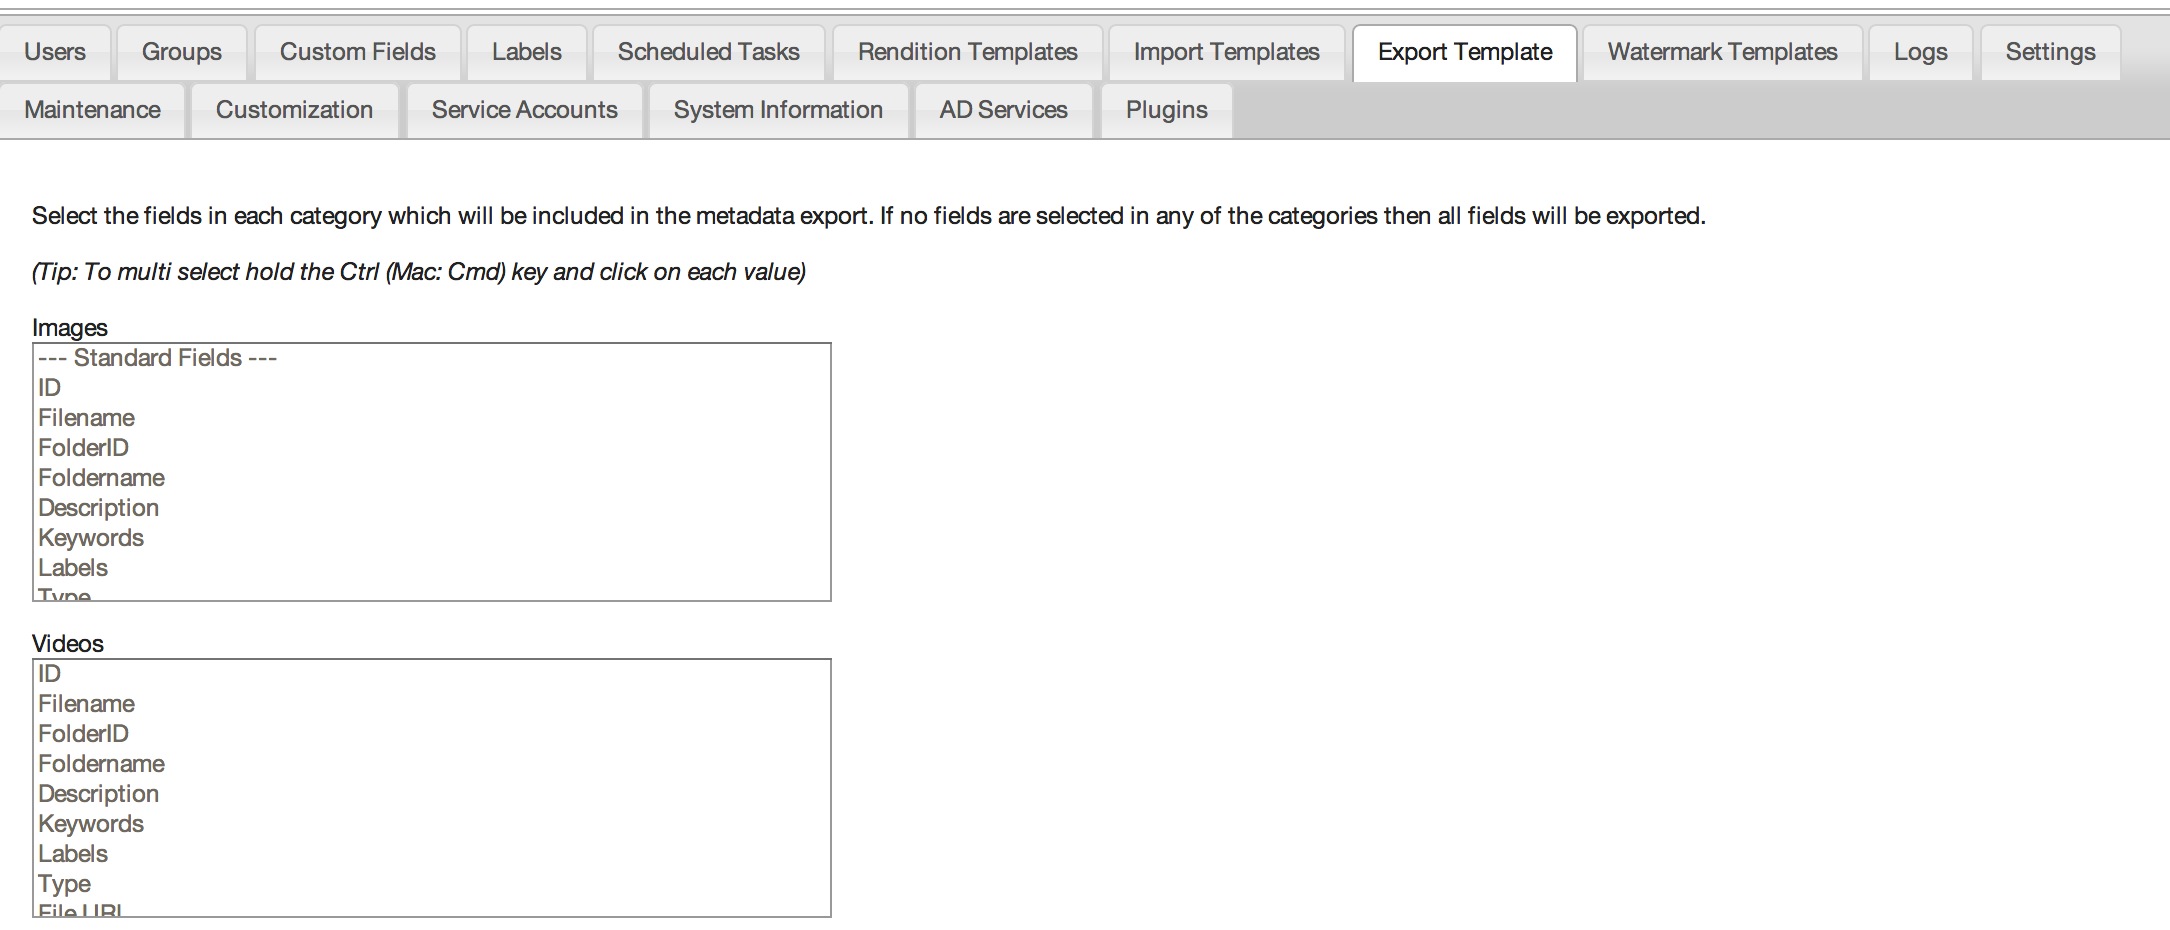 Users Groups Custom Fields Labels Scheduled Tasks Rendition Templates Import Templates Export Template Watermark Templates Logs Settings
Maintenance Customization Service Accounts System Information AD Services Plugins
Select the fields in each category which will be included in the metadata export. If no fields are selected in any of the categories then all fields will be exported.
(Tip: To multi select hold the Ctrl (Mac: Cmd) key and click on each value)
Images
--- Standard Fields ---
ID
Filename
FolderID
Foldername
Description
Keywords
Labels
Type
Videos
ID
Filename
FolderID
Foldername
Description
Keywords
Labels
Type
File URL